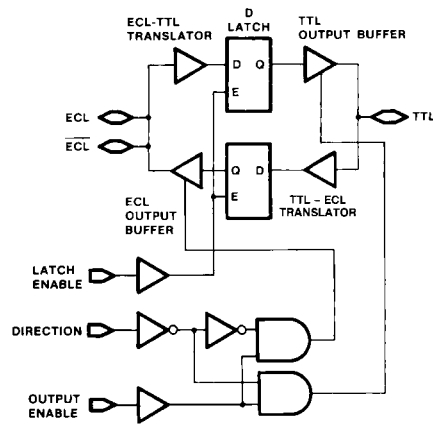 ECL-TTL
TRANSLATOR
D
LATCH
TTL
OUTPUT BUFFER
D Q
E
ECL
E̅C̅L̅
TTL
Q D
E
ECL
OUTPUT
BUFFER
TTL – ECL
TRANSLATOR
LATCH
ENABLE
DIRECTION
OUTPUT
ENABLE